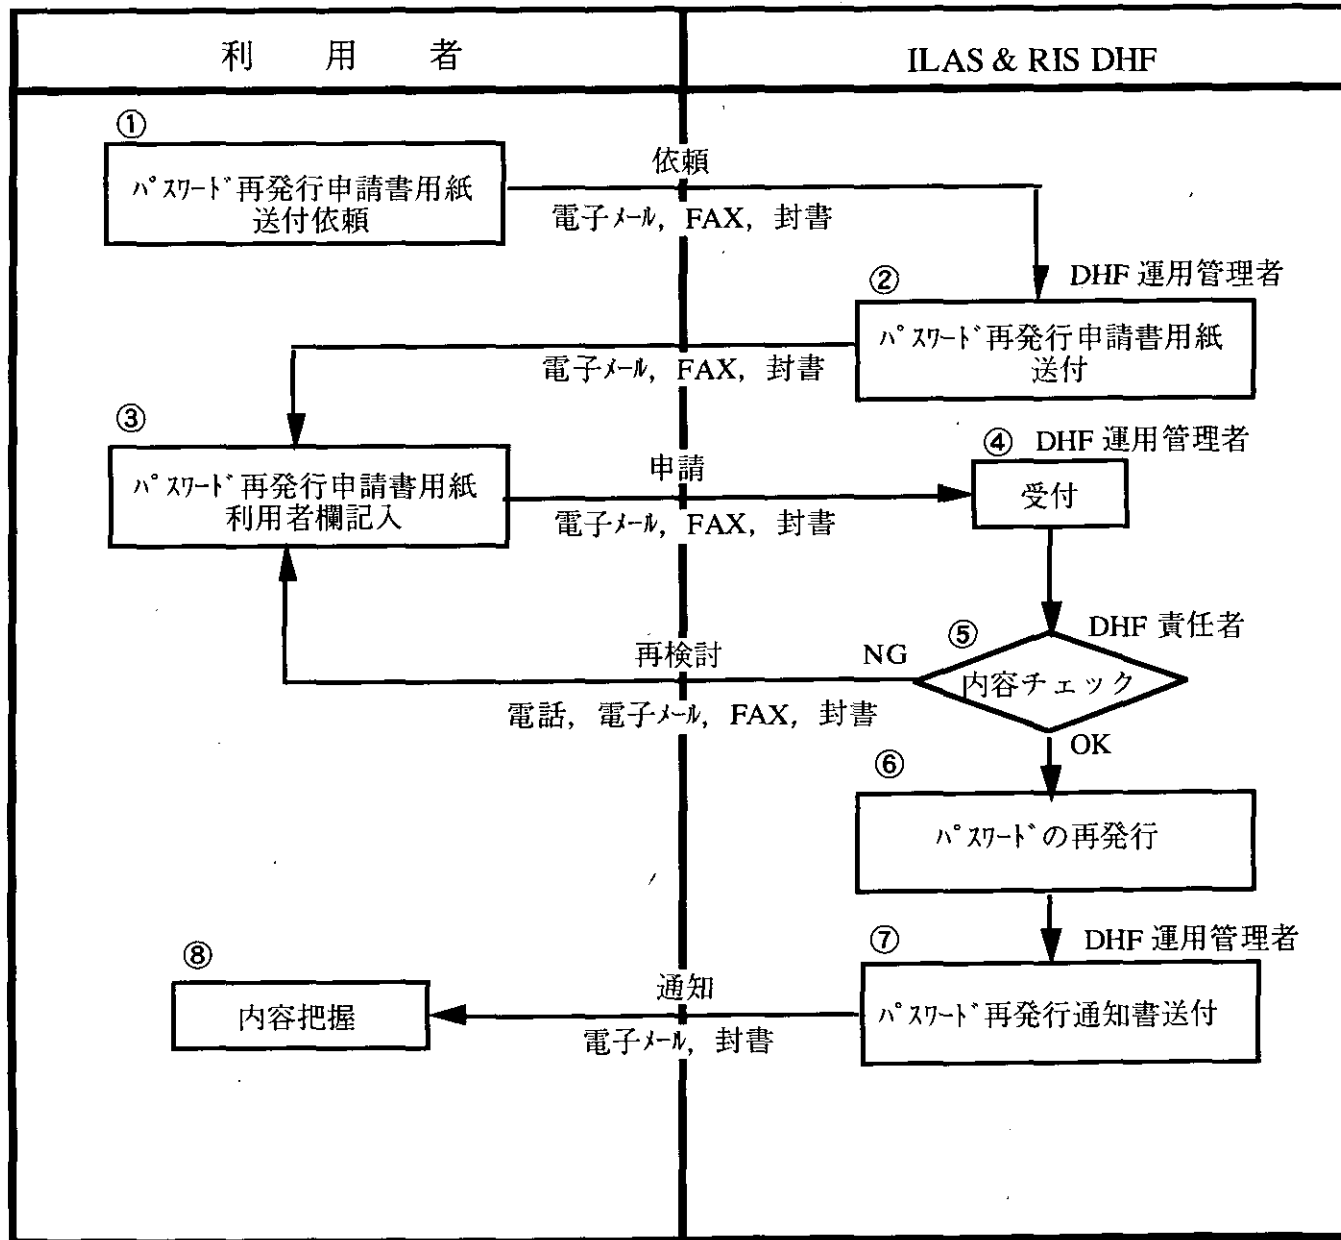 利　用　者
ILAS & RIS DHF
①
ﾊﾟｽﾜｰﾄﾞ再発行申請書用紙
送付依頼
依頼
電子ﾒｰﾙ, FAX, 封書
② DHF 運用管理者
ﾊﾟｽﾜｰﾄﾞ再発行申請書用紙
送付
電子ﾒｰﾙ, FAX, 封書
③
ﾊﾟｽﾜｰﾄﾞ再発行申請書用紙
利用者欄記入
申請
電子ﾒｰﾙ, FAX, 封書
④ DHF 運用管理者
受付
⑤ DHF 責任者
内容チェック
NG
再検討
電話, 電子ﾒｰﾙ, FAX, 封書
OK
⑥
ﾊﾟｽﾜｰﾄﾞの再発行
⑦ DHF 運用管理者
ﾊﾟｽﾜｰﾄﾞ再発行通知書送付
通知
電子ﾒｰﾙ, 封書
⑧
内容把握